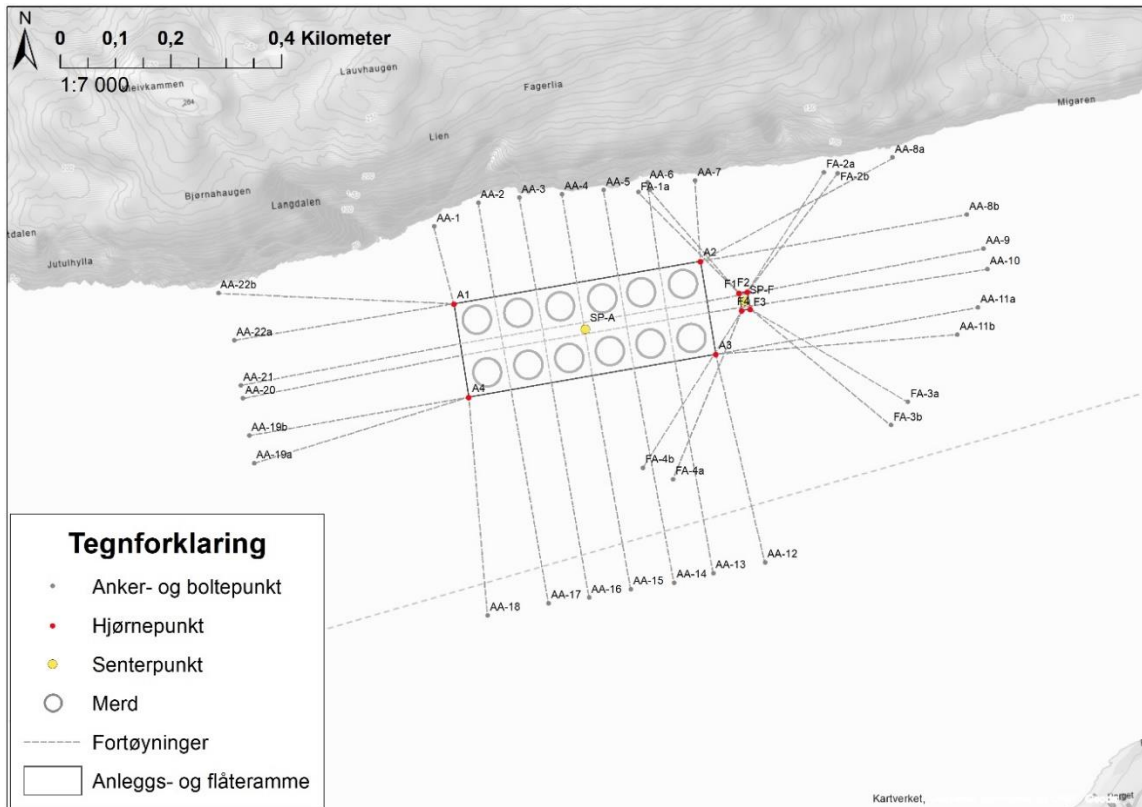 N
0 0,1 0,2 0,4 Kilometer
1:7 000
Kleivkammen
284
Lauvhaugen
Fagerlia
Migaren
Lien
Bjørnahaugen
Langdalen
Jutulhylla
AA-1
AA-2
AA-3
AA-4
AA-5
AA-6
FA-1a
AA-7
FA-2a
FA-2b
AA-8a
AA-8b
AA-9
AA-10
AA-11a
AA-11b
A1
A2
A3
A4
SP-A
F1
F2
SP-F
F4
F3
AA-22b
AA-22a
AA-21
AA-20
AA-19b
AA-19a
FA-3a
FA-3b
FA-4b
FA-4a
AA-12
AA-13
AA-14
AA-15
AA-16
AA-17
AA-18
Tegnforklaring
Anker- og boltepunkt
Hjørnepunkt
Senterpunkt
Merd
Fortøyninger
Anleggs- og flåteramme
Kartverket,